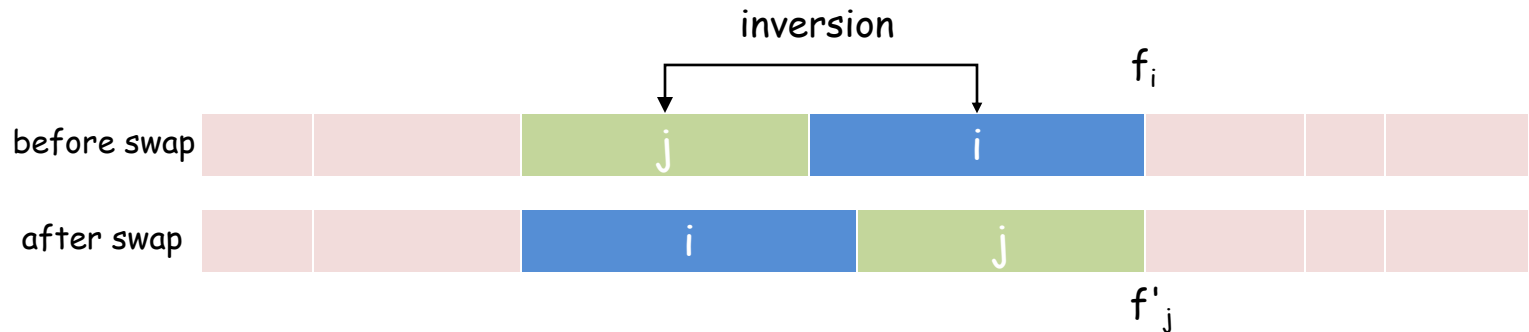 inversion
fᵢ
before swap j i
after swap i j
f'ⱼ